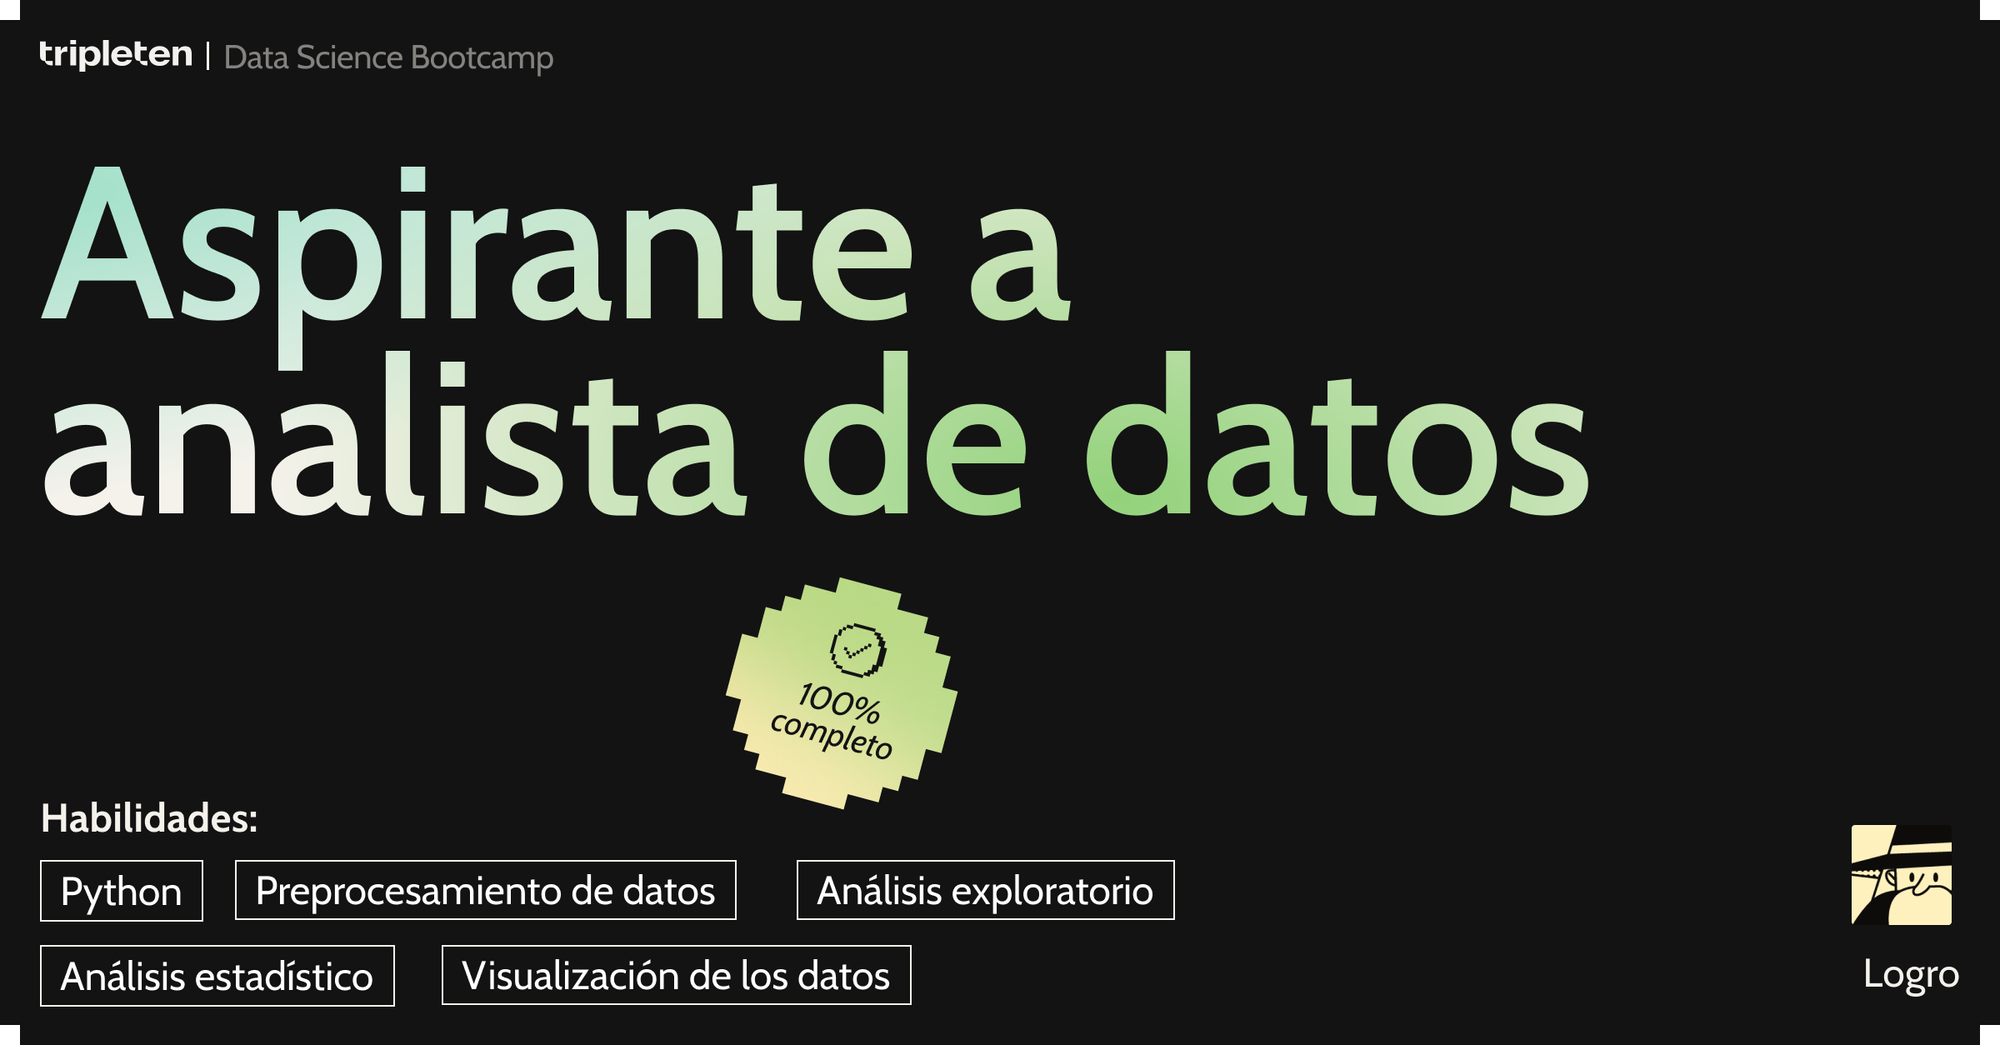 tripleten | Data Science Bootcamp
Aspirante a
analista de datos
100%
completo
Habilidades:
Python
Preprocesamiento de datos
Análisis exploratorio
Análisis estadístico
Visualización de los datos
Logro